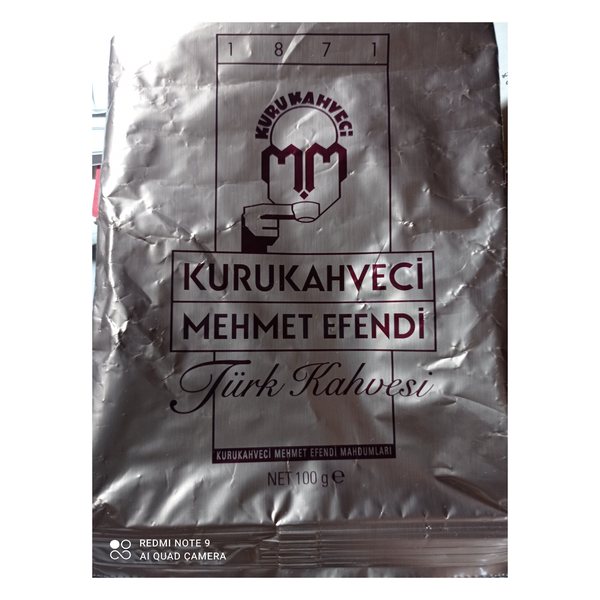 1871
KURUKAHVECİ
MM
KURUKAHVECİ
MEHMET EFENDİ
Türk Kahvesi
KURUKAHVECİ MEHMET EFENDİ MAHDUMLARI
NET 100 g ℮
REDMI NOTE 9
AI QUAD CAMERA